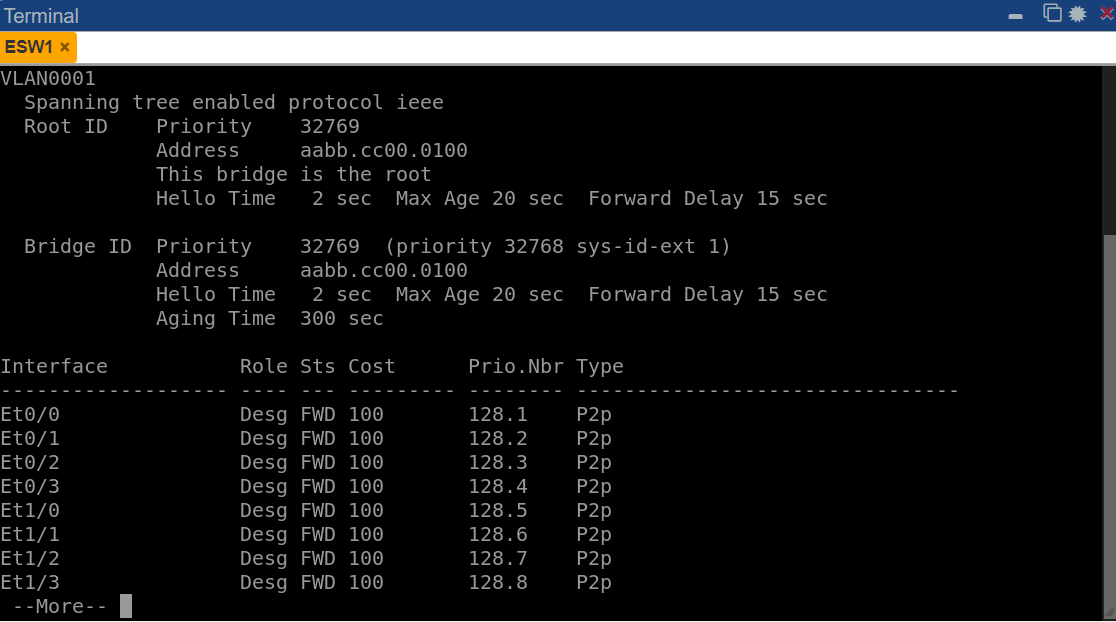 Terminal
ESW1 ×
VLAN0001
  Spanning tree enabled protocol ieee
  Root ID    Priority    32769
             Address     aabb.cc00.0100
             This bridge is the root
             Hello Time   2 sec  Max Age 20 sec  Forward Delay 15 sec

  Bridge ID  Priority    32769  (priority 32768 sys-id-ext 1)
             Address     aabb.cc00.0100
             Hello Time   2 sec  Max Age 20 sec  Forward Delay 15 sec
             Aging Time  300 sec

Interface           Role Sts Cost      Prio.Nbr Type
------------------- ---- --- --------- -------- --------------------------------
Et0/0               Desg FWD 100       128.1    P2p
Et0/1               Desg FWD 100       128.2    P2p
Et0/2               Desg FWD 100       128.3    P2p
Et0/3               Desg FWD 100       128.4    P2p
Et1/0               Desg FWD 100       128.5    P2p
Et1/1               Desg FWD 100       128.6    P2p
Et1/2               Desg FWD 100       128.7    P2p
Et1/3               Desg FWD 100       128.8    P2p
 --More--